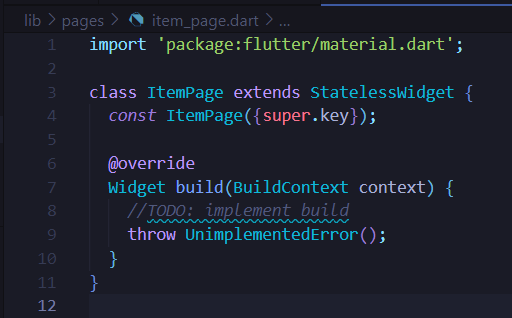 lib > pages > item_page.dart > ...
1 import 'package:flutter/material.dart';
2
3 class ItemPage extends StatelessWidget {
4 const ItemPage({super.key});
5
6 @override
7 Widget build(BuildContext context) {
8 //TODO: implement build
9 throw UnimplementedError();
10 }
11 }
12